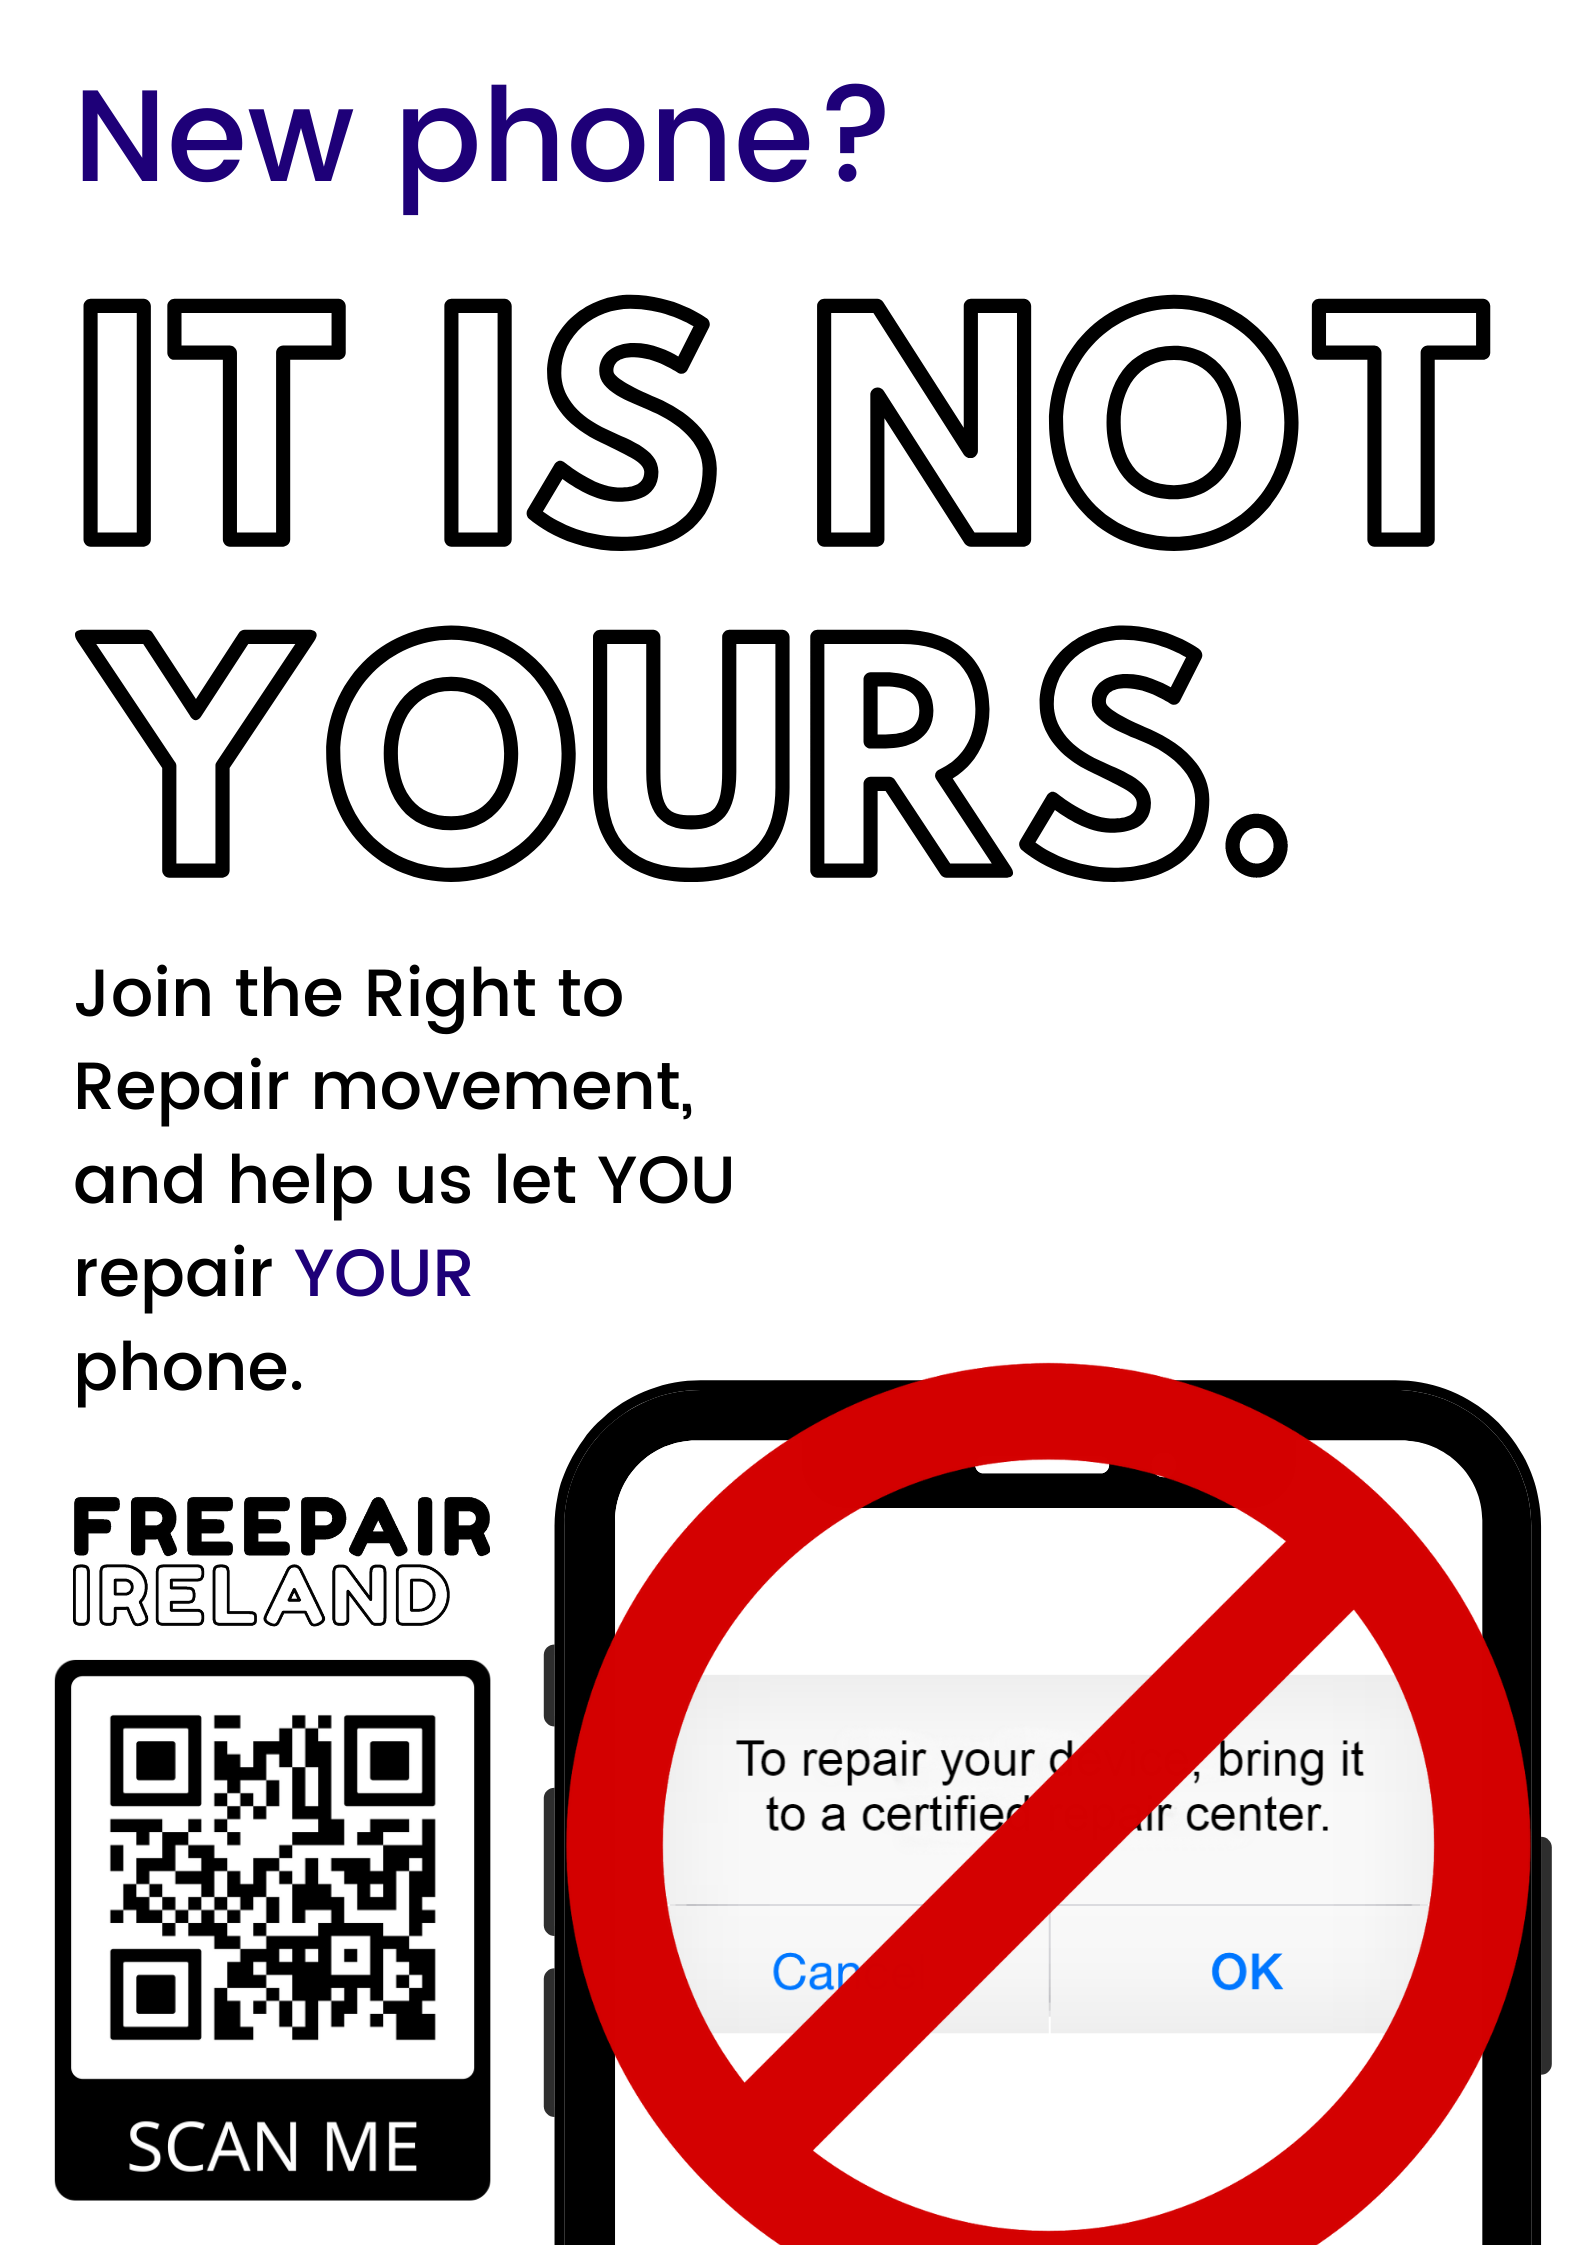 New phone?
IT IS NOT
YOURS.
Join the Right to
Repair movement,
and help us let YOU
repair YOUR
phone.
FREEPAIR
IRELAND
SCAN ME
To repair your , bring it
to a certified center.
OK